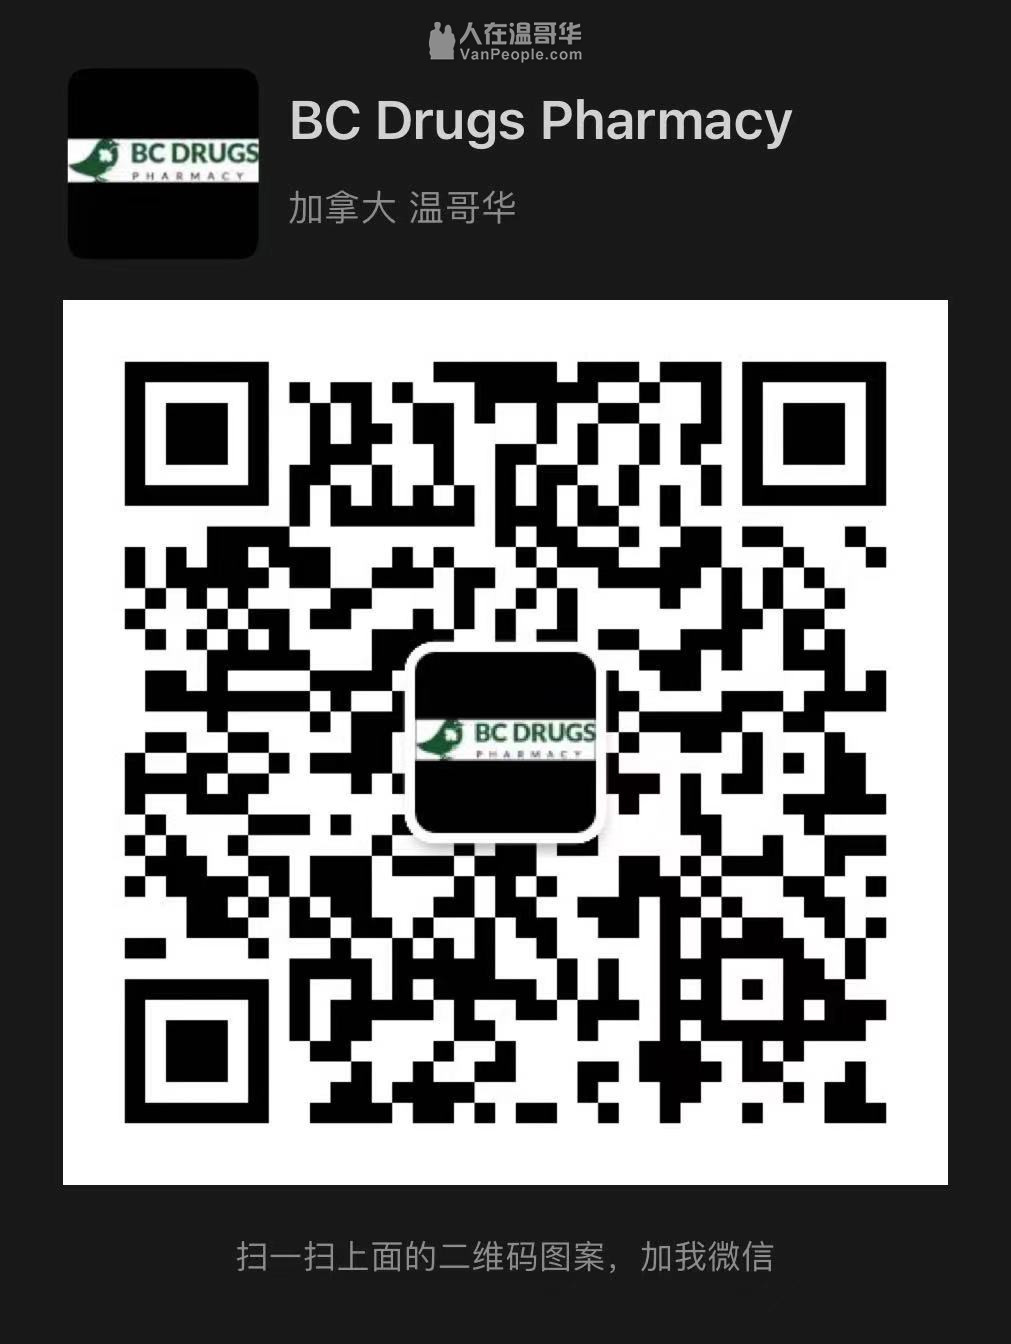 人在温哥华
VanPeople.com
BC DRUGS
PHARMACY
BC Drugs Pharmacy
加拿大 温哥华
BC DRUGS
PHARMACY
扫一扫上面的二维码图案，加我微信